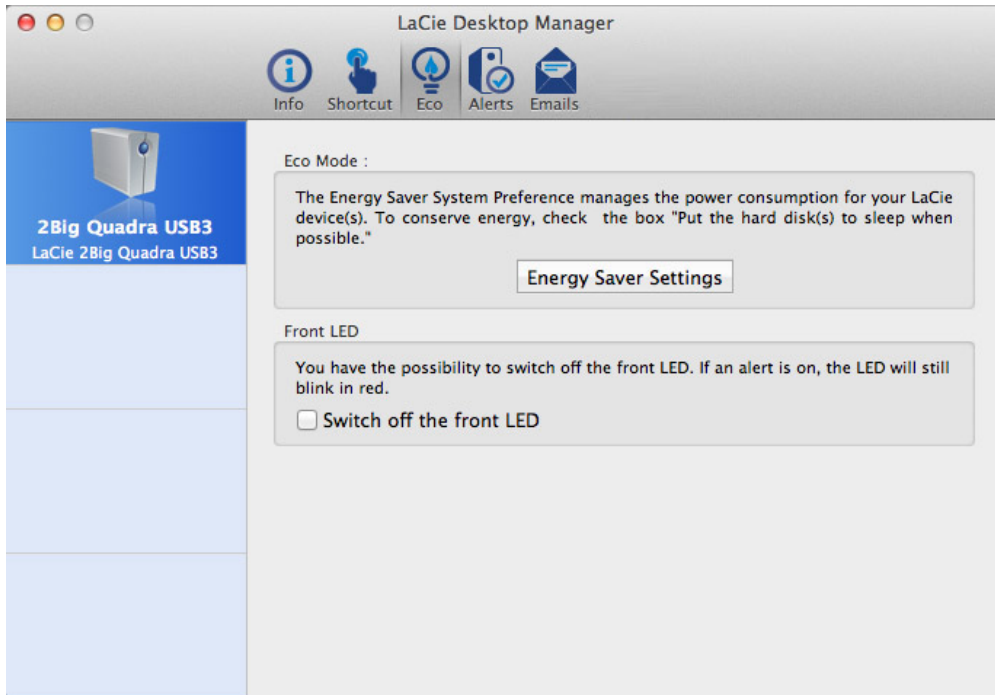 LaCie Desktop Manager
Info Shortcut Eco Alerts Emails
2Big Quadra USB3
LaCie 2Big Quadra USB3
Eco Mode :
The Energy Saver System Preference manages the power consumption for your LaCie
device(s). To conserve energy, check the box "Put the hard disk(s) to sleep when
possible."
Energy Saver Settings
Front LED
You have the possibility to switch off the front LED. If an alert is on, the LED will still
blink in red.
Switch off the front LED